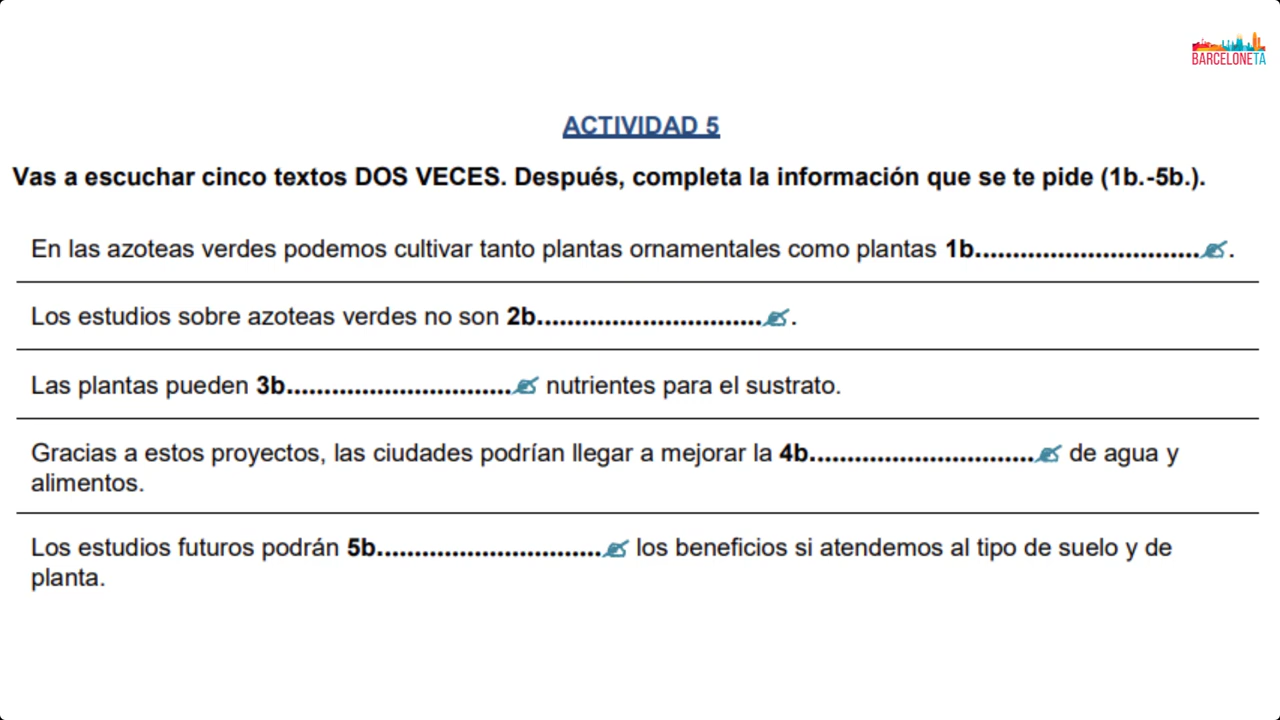 BARCELONETA
ACTIVIDAD 5
Vas a escuchar cinco textos DOS VECES. Después, completa la información que se te pide (1b.-5b.).
En las azoteas verdes podemos cultivar tanto plantas ornamentales como plantas 1b..............................✍.
Los estudios sobre azoteas verdes no son 2b..............................✍.
Las plantas pueden 3b..............................✍ nutrientes para el sustrato.
Gracias a estos proyectos, las ciudades podrían llegar a mejorar la 4b..............................✍ de agua y
alimentos.
Los estudios futuros podrán 5b..............................✍ los beneficios si atendemos al tipo de suelo y de
planta.